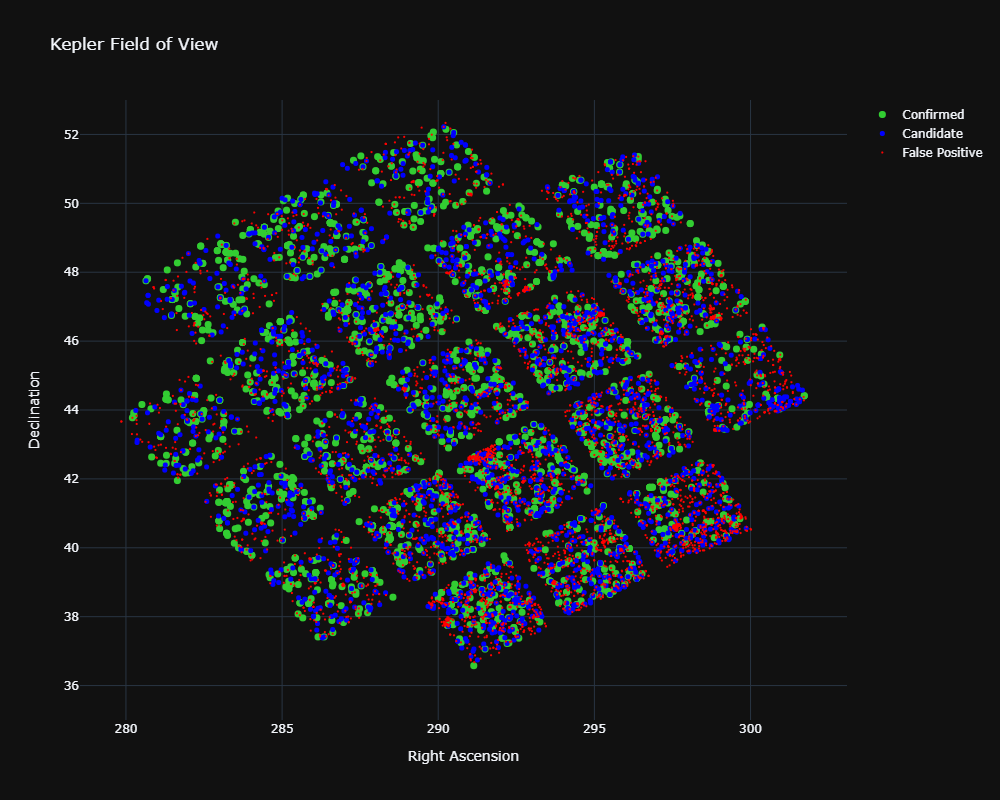 Kepler Field of View
Confirmed
Candidate
False Positive
52
50
48
46
44
42
40
38
36
Declination
280
285
290
295
300
Right Ascension